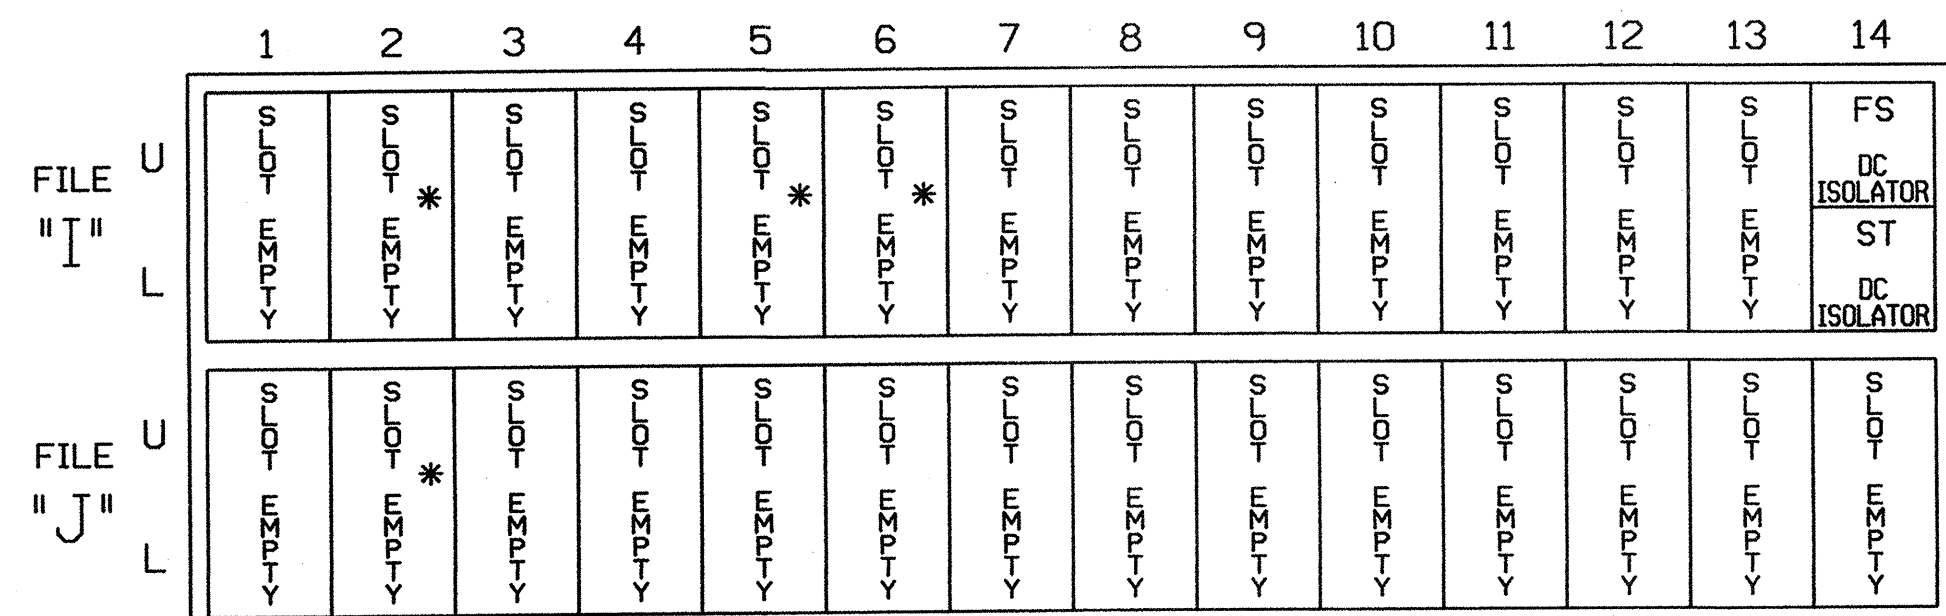 1 2 3 4 5 6 7 8 9 10 11 12 13 14
FILE "I"
U
L
SLOT EMPTY
SLOT EMPTY *
SLOT EMPTY
SLOT EMPTY
SLOT EMPTY *
SLOT EMPTY *
SLOT EMPTY
SLOT EMPTY
SLOT EMPTY
SLOT EMPTY
SLOT EMPTY
SLOT EMPTY
SLOT EMPTY
FS
DC
ISOLATOR
ST
DC
ISOLATOR
FILE "J"
U
L
SLOT EMPTY
SLOT EMPTY *
SLOT EMPTY
SLOT EMPTY
SLOT EMPTY
SLOT EMPTY
SLOT EMPTY
SLOT EMPTY
SLOT EMPTY
SLOT EMPTY
SLOT EMPTY
SLOT EMPTY
SLOT EMPTY
SLOT EMPTY